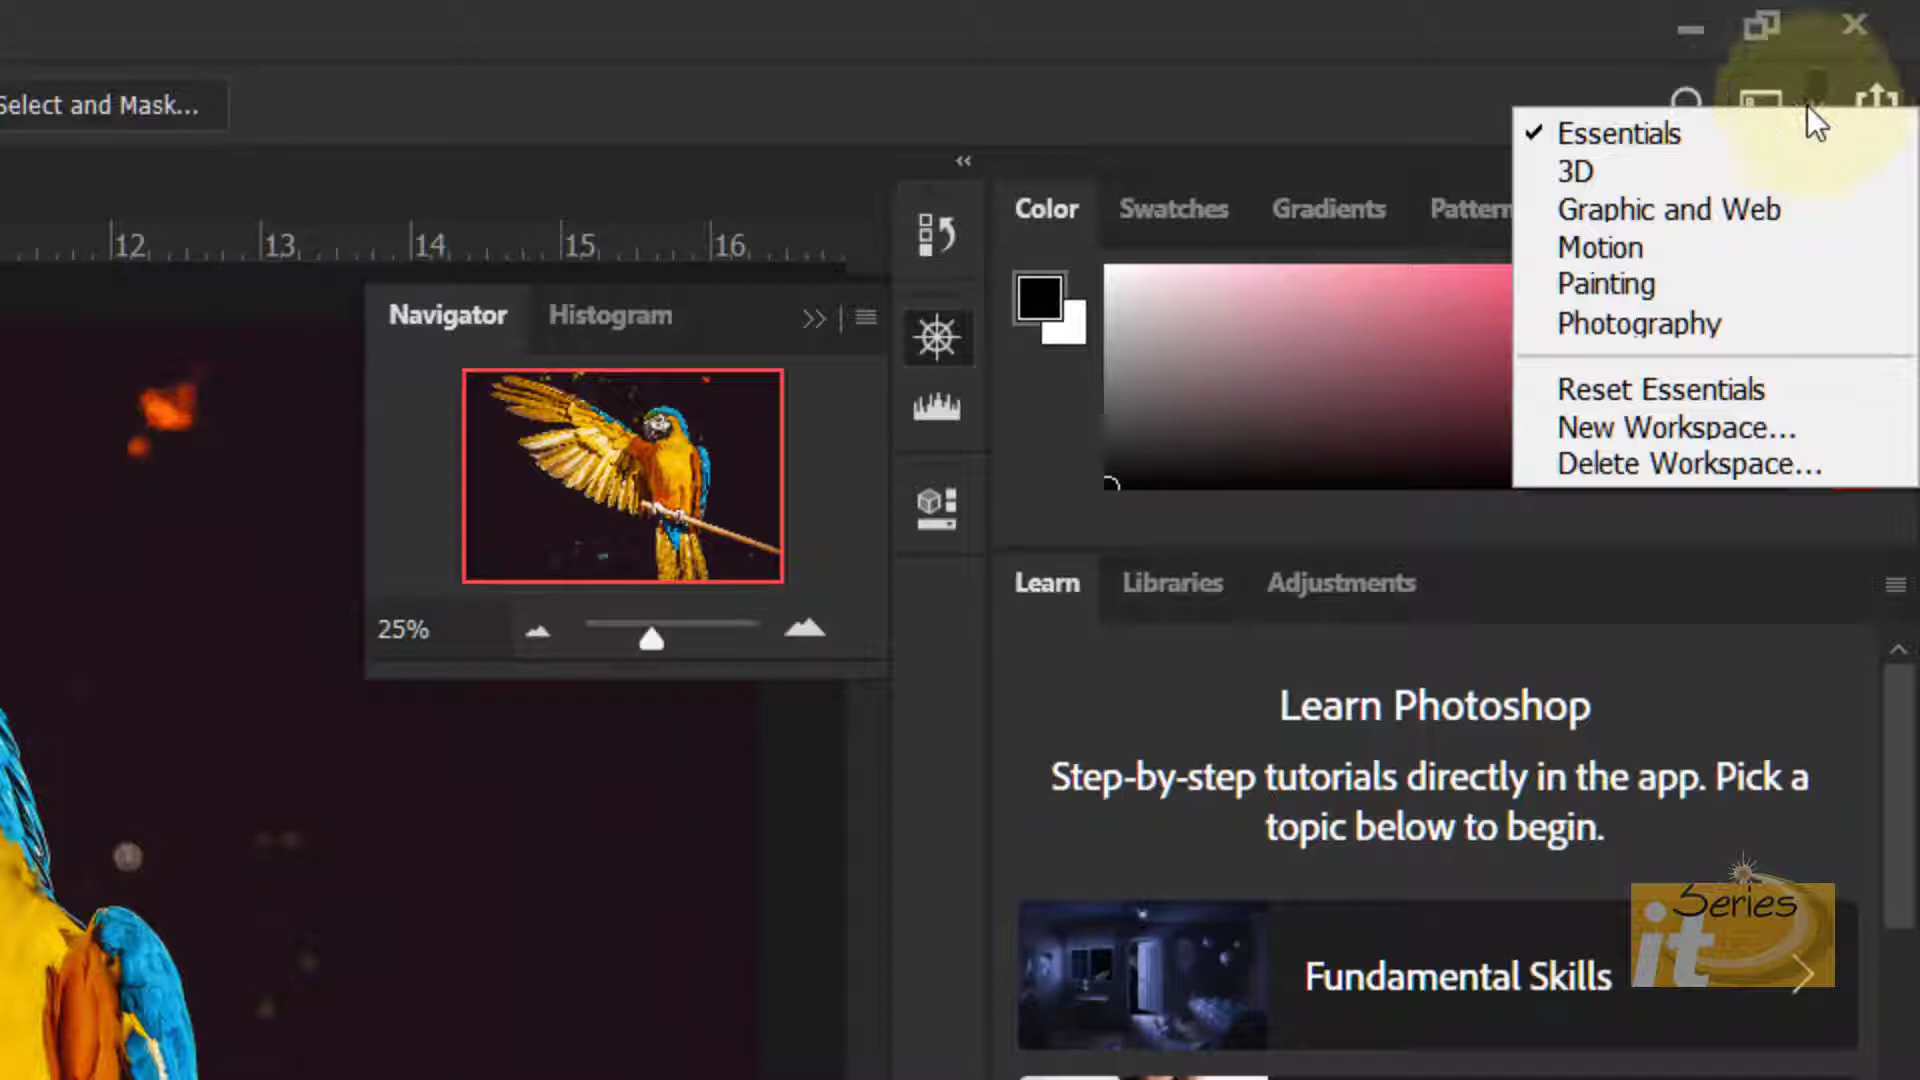 Select and Mask...
Essentials
3D
Graphic and Web
Motion
Painting
Photography
Reset Essentials
New Workspace...
Delete Workspace...
Color
Swatches
Gradients
Pattern
12
13
14
15
16
Navigator
Histogram
25%
Learn
Libraries
Adjustments
Learn Photoshop
Step-by-step tutorials directly in the app. Pick a
topic below to begin.
Fundamental Skills
Series
it